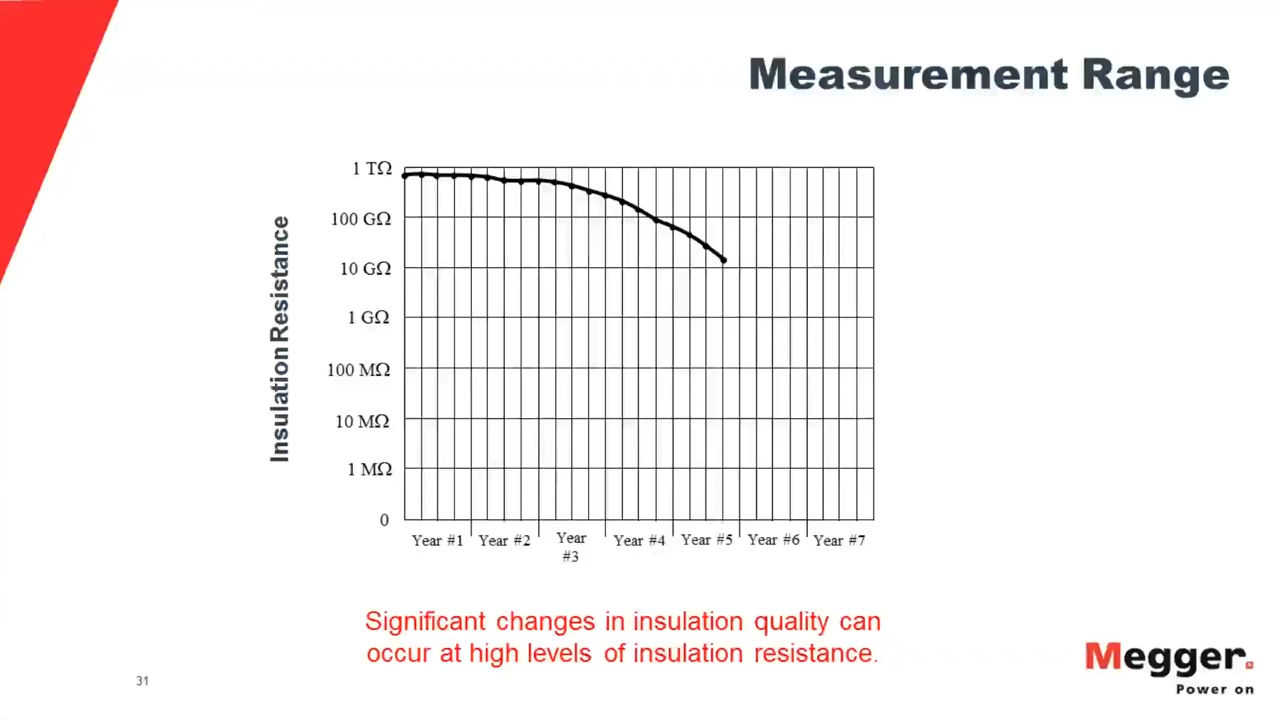 Measurement Range
Insulation Resistance
1 TΩ
100 GΩ
10 GΩ
1 GΩ
100 MΩ
10 MΩ
1 MΩ
0
Year #1
Year #2
Year
#3
Year #4
Year #5
Year #6
Year #7
Significant changes in insulation quality can
occur at high levels of insulation resistance.
31
Megger.
Power on